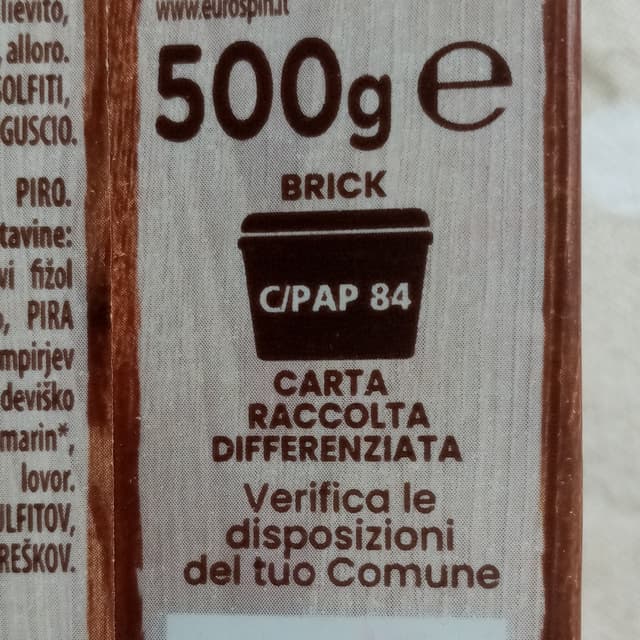 lievito,
, alloro.
SOLFITI,
GUSCIO.
PIRO.
tavine:
vi fižol
, PIRA
mpirjev
deviško
marin*,
lovor.
ULFITOV,
REŠKOV.
www.eurospin.it
500g e
BRICK
C/PAP 84
CARTA
RACCOLTA
DIFFERENZIATA
Verifica le
disposizioni
del tuo Comune